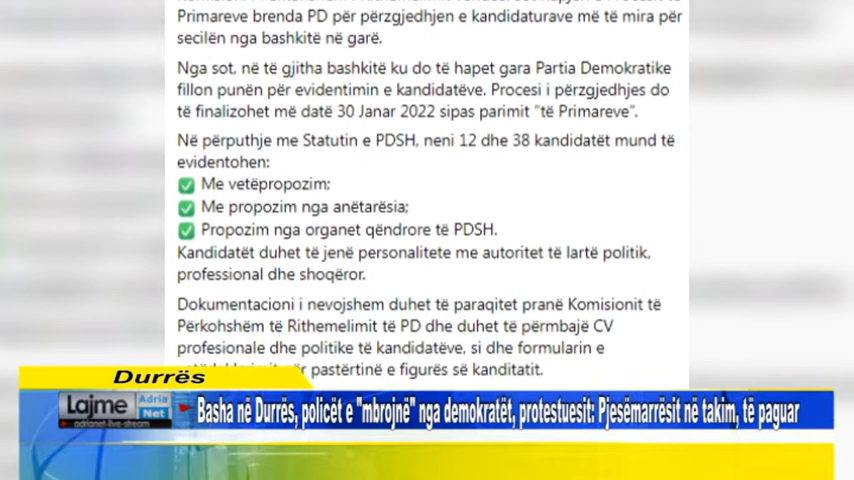 Primareve brenda PD për përzgjedhjen e kandidaturave më të mira për
secilën nga bashkitë në garë.
Nga sot, në të gjitha bashkitë ku do të hapet gara Partia Demokratike
fillon punën për evidentimin e kandidatëve. Procesi i përzgjedhjes do
të finalizohet më datë 30 Janar 2022 sipas parimit "të Primareve".
Në përputhje me Statutin e PDSH, neni 12 dhe 38 kandidatët mund të
evidentohen:
Me vetëpropozim;
Me propozim nga anëtarësia;
Propozim nga organet qëndrore të PDSH.
Kandidatët duhet të jenë personalitete me autoritet të lartë politik,
professional dhe shoqëror.
Dokumentacioni i nevojshem duhet të paraqitet pranë Komisionit të
Përkohshëm të Rithemelimit të PD dhe duhet të përmbajë CV
profesionale dhe politike të kandidatëve, si dhe formularin e
pastërtinë e figurës së kanditatit.
Durrës
Lajme Adria Net
adrianet-live-stream
Basha në Durrës, policët e "mbrojnë" nga demokratët, protestuesit: Pjesëmarrësit në takim, të paguar